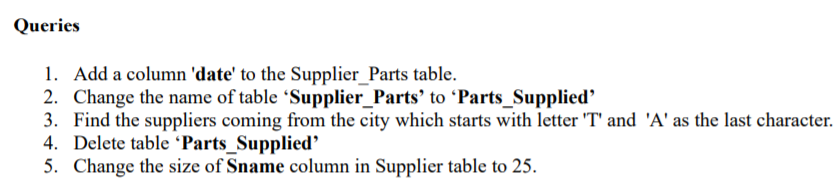 Queries
1. Add a column 'date' to the Supplier_Parts table.
2. Change the name of table ‘Supplier_Parts’ to ‘Parts_Supplied’
3. Find the suppliers coming from the city which starts with letter 'T' and 'A' as the last character.
4. Delete table ‘Parts_Supplied’
5. Change the size of Sname column in Supplier table to 25.